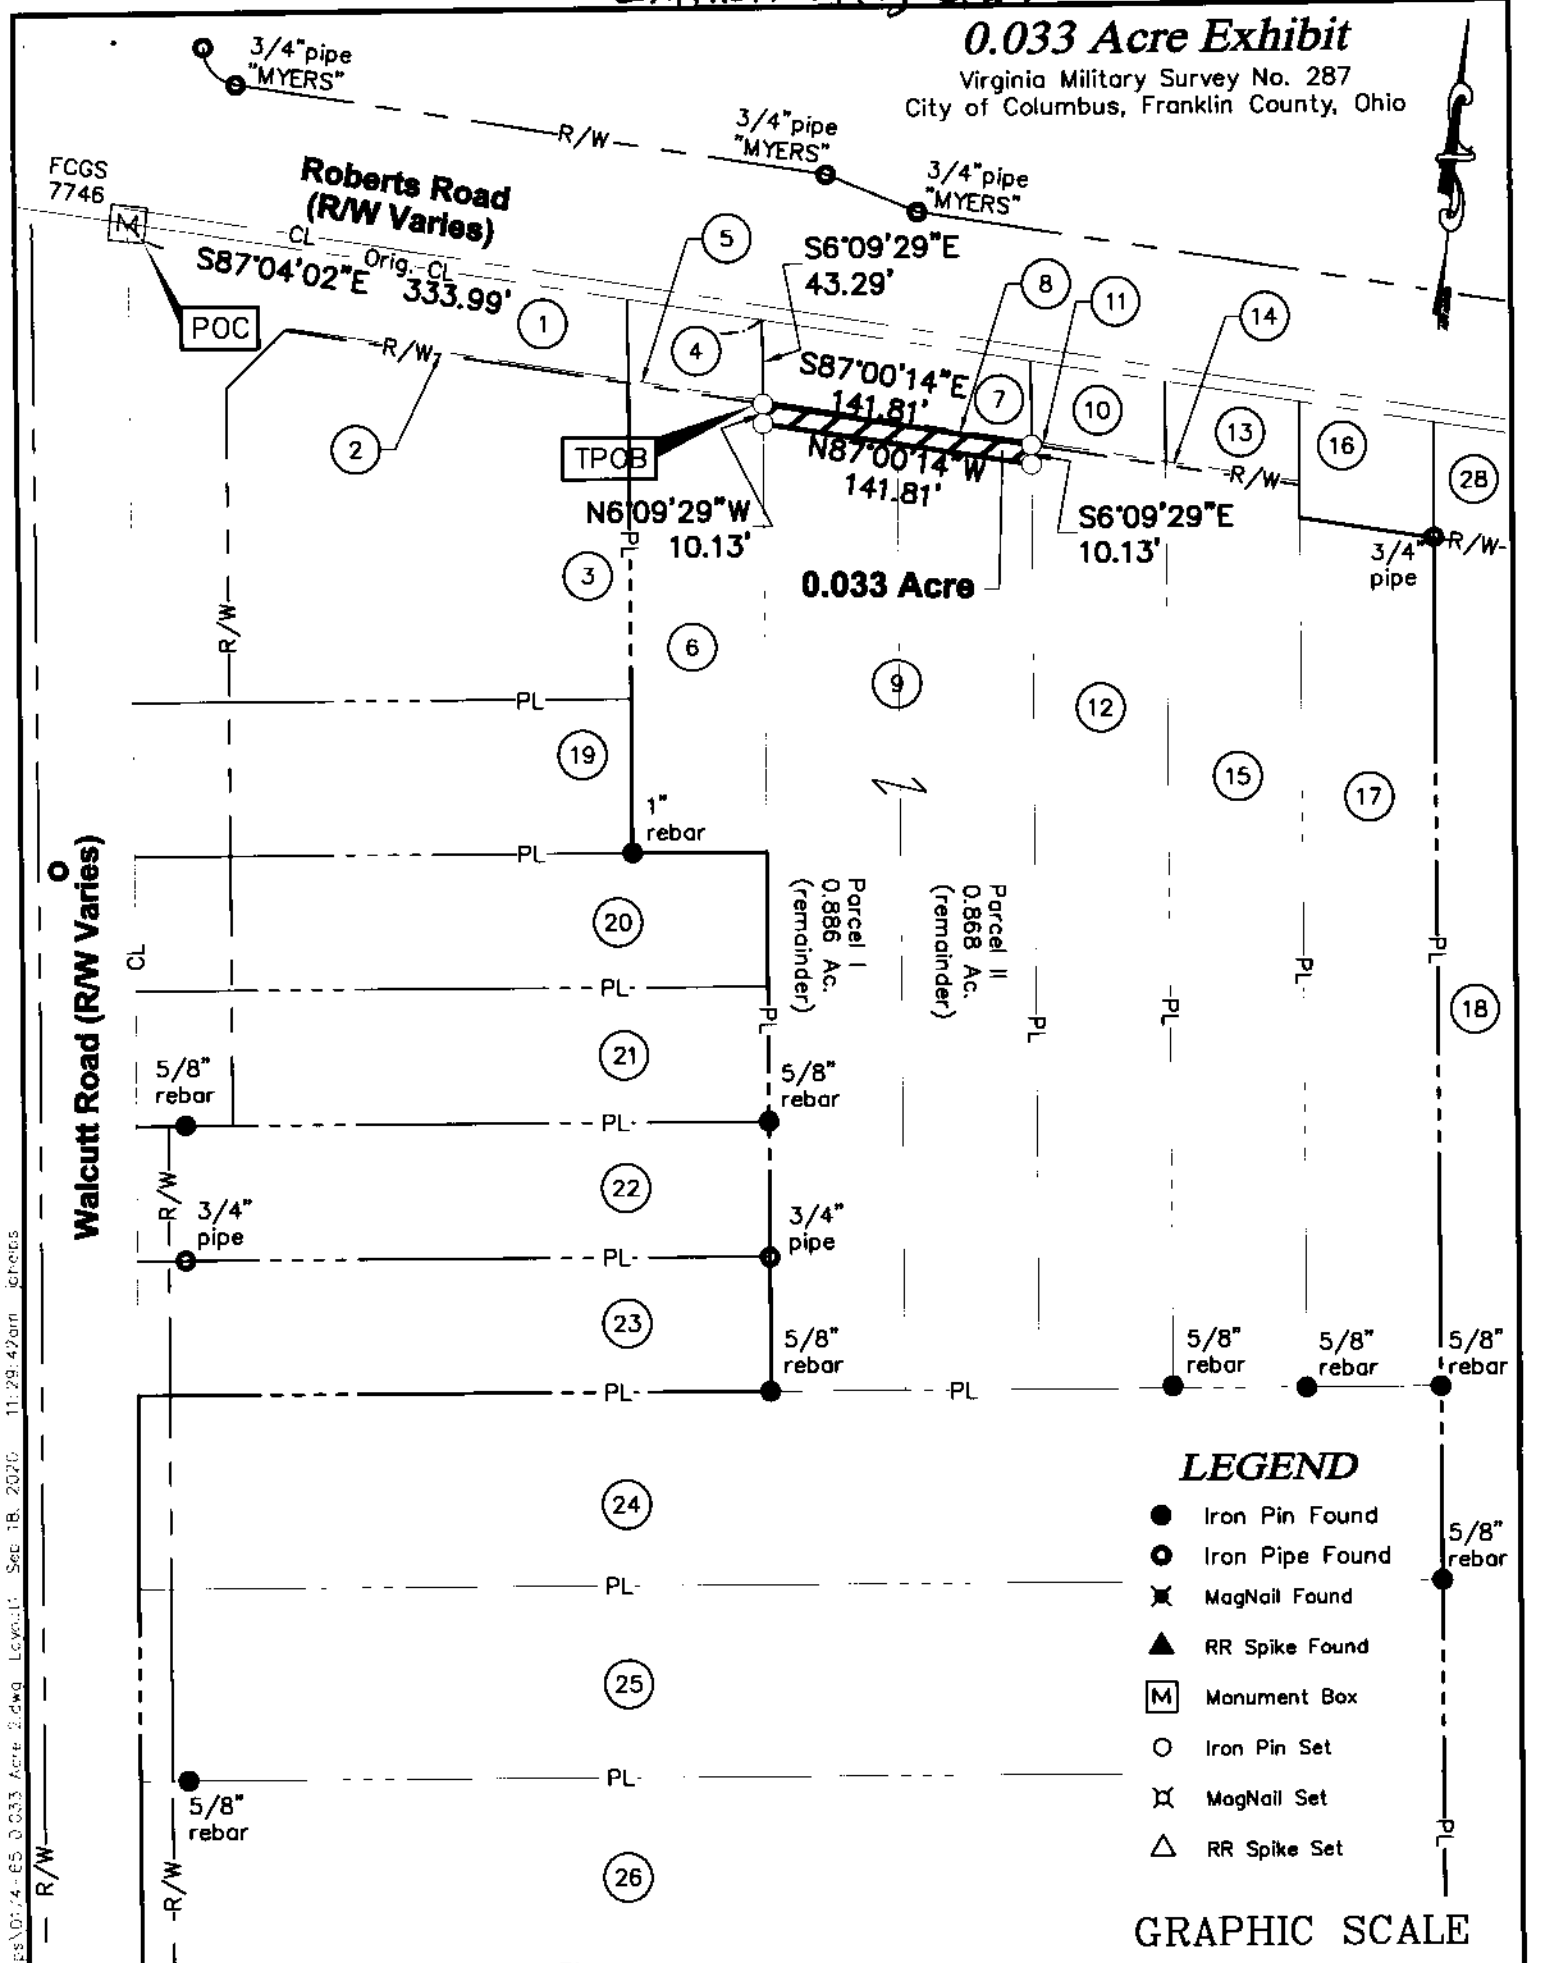 0.033 Acre Exhibit
Virginia Military Survey No. 287
City of Columbus, Franklin County, Ohio
3/4"pipe
"MYERS"
R/W
3/4"pipe
"MYERS"
3/4"pipe
"MYERS"
FCGS
7746
M
Roberts Road
(R/W Varies)
CL
Orig. CL
S87°04'02"E 333.99'
POC
1
5
S6°09'29"E
43.29'
8
11
14
R/W
4
S87°00'14"E
141.81'
7
10
13
16
28
2
TPOB
N87°00'14"W
141.81'
R/W
N6°09'29"W
10.13'
S6°09'29"E
10.13'
3/4"
pipe
R/W
PL
3
0.033 Acre
R/W
6
9
12
15
17
PL
19
1"
rebar
PL
Walcutt Road (R/W Varies)
CL
20
Parcel I
0.886 Ac.
(remainder)
Parcel II
0.868 Ac.
(remainder)
PL
PL
PL
PL
PL
PL
18
21
5/8"
rebar
5/8"
rebar
PL
22
R/W
3/4"
pipe
3/4"
pipe
PL
23
5/8"
rebar
5/8"
rebar
5/8"
rebar
5/8"
rebar
PL
PL
24
LEGEND
Iron Pin Found
Iron Pipe Found
MagNail Found
RR Spike Found
M Monument Box
Iron Pin Set
MagNail Set
RR Spike Set
5/8"
rebar
PL
25
PL
5/8"
rebar
PL
R/W
R/W
26
GRAPHIC SCALE
Sep 18, 2020 11:29:42am